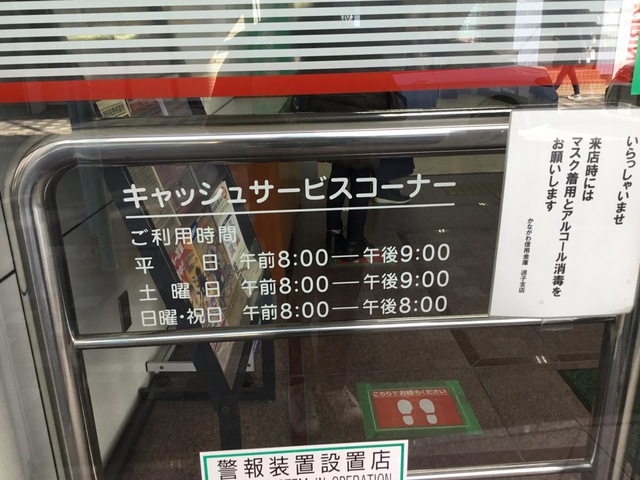 キャッシュサービスコーナー
ご利用時間
平　　日　午前8:00―午後9:00
土 曜 日　午前8:00―午後9:00
日曜・祝日　午前8:00―午後8:00
いらっしゃいませ
来店時には
マスク着用とアルコール消毒を
お願いします
かながわ信用金庫 逗子支店
こちらでお待ちください
警報装置設置店
IN OPERATION